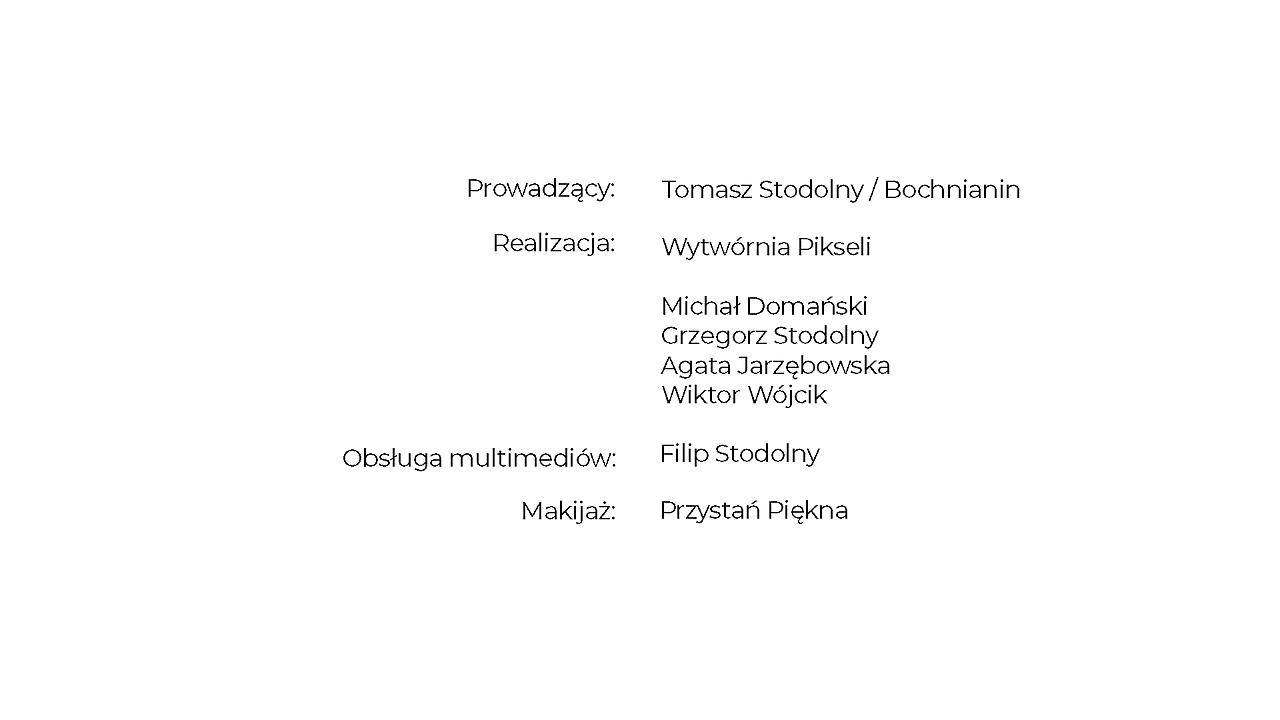 Prowadzący: Tomasz Stodolny / Bochnianin
Realizacja: Wytwórnia Pikseli
Michał Domański
Grzegorz Stodolny
Agata Jarzębowska
Wiktor Wójcik
Obsługa multimediów: Filip Stodolny
Makijaż: Przystań Piękna